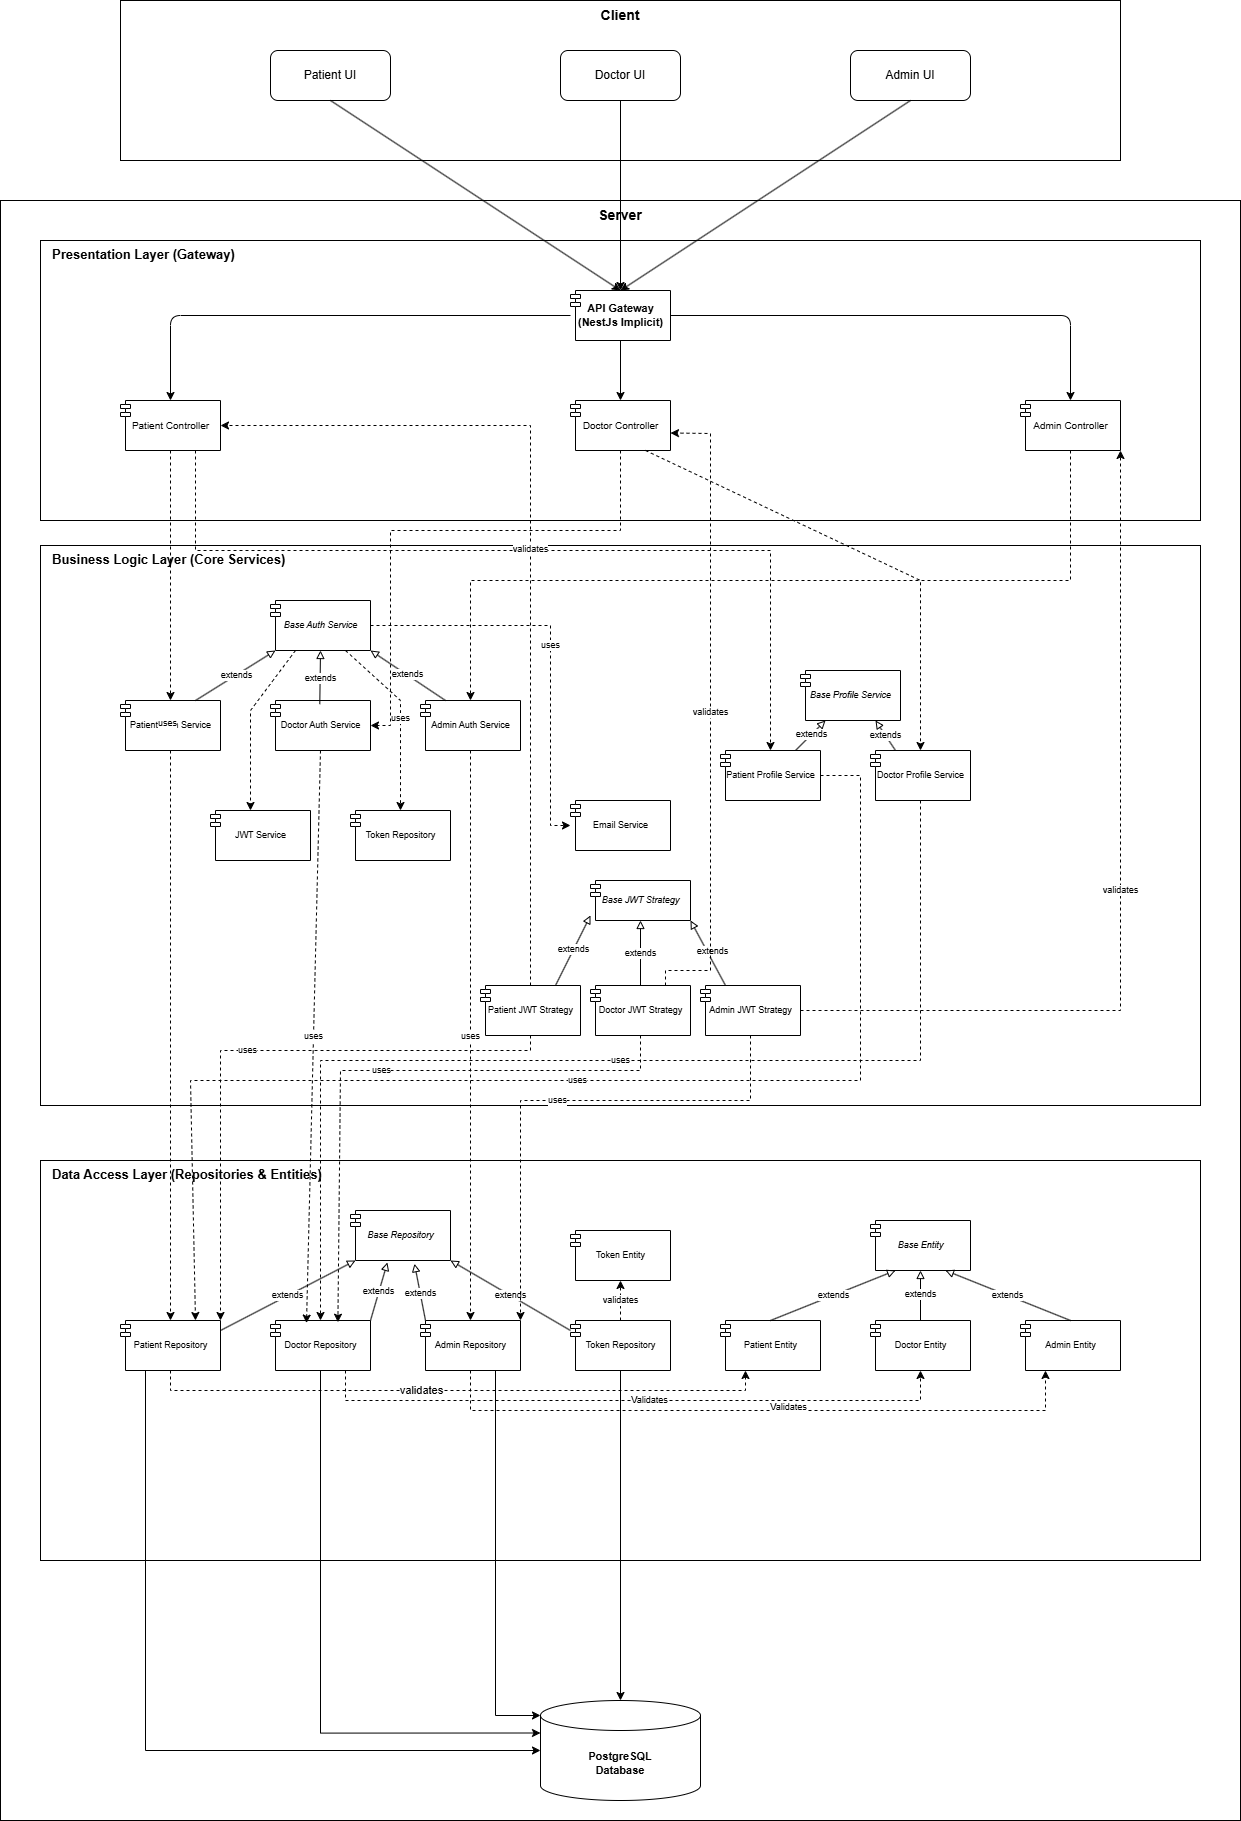 Client
Patient UI
Doctor UI
Admin UI
Server
Presentation Layer (Gateway)
API Gateway
(NestJs Implicit)
Patient Controller
Doctor Controller
Admin Controller
validates
Business Logic Layer (Core Services)
Base Auth Service
uses
extends
extends
extends
Base Profile Service
validates
uses
Patient
uses
Service
Doctor Auth Service
Admin Auth Service
extends
extends
Patient Profile Service
Doctor Profile Service
JWT Service
Token Repository
Email Service
validates
Base JWT Strategy
extends
extends
extends
Patient JWT Strategy
Doctor JWT Strategy
Admin JWT Strategy
uses
uses
uses
uses
uses
uses
uses
Data Access Layer (Repositories & Entities)
Base Repository
Token Entity
Base Entity
extends
extends
extends
extends
validates
extends
extends
extends
Patient Repository
Doctor Repository
Admin Repository
Token Repository
Patient Entity
Doctor Entity
Admin Entity
validates
Validates
Validates
PostgreSQL
Database